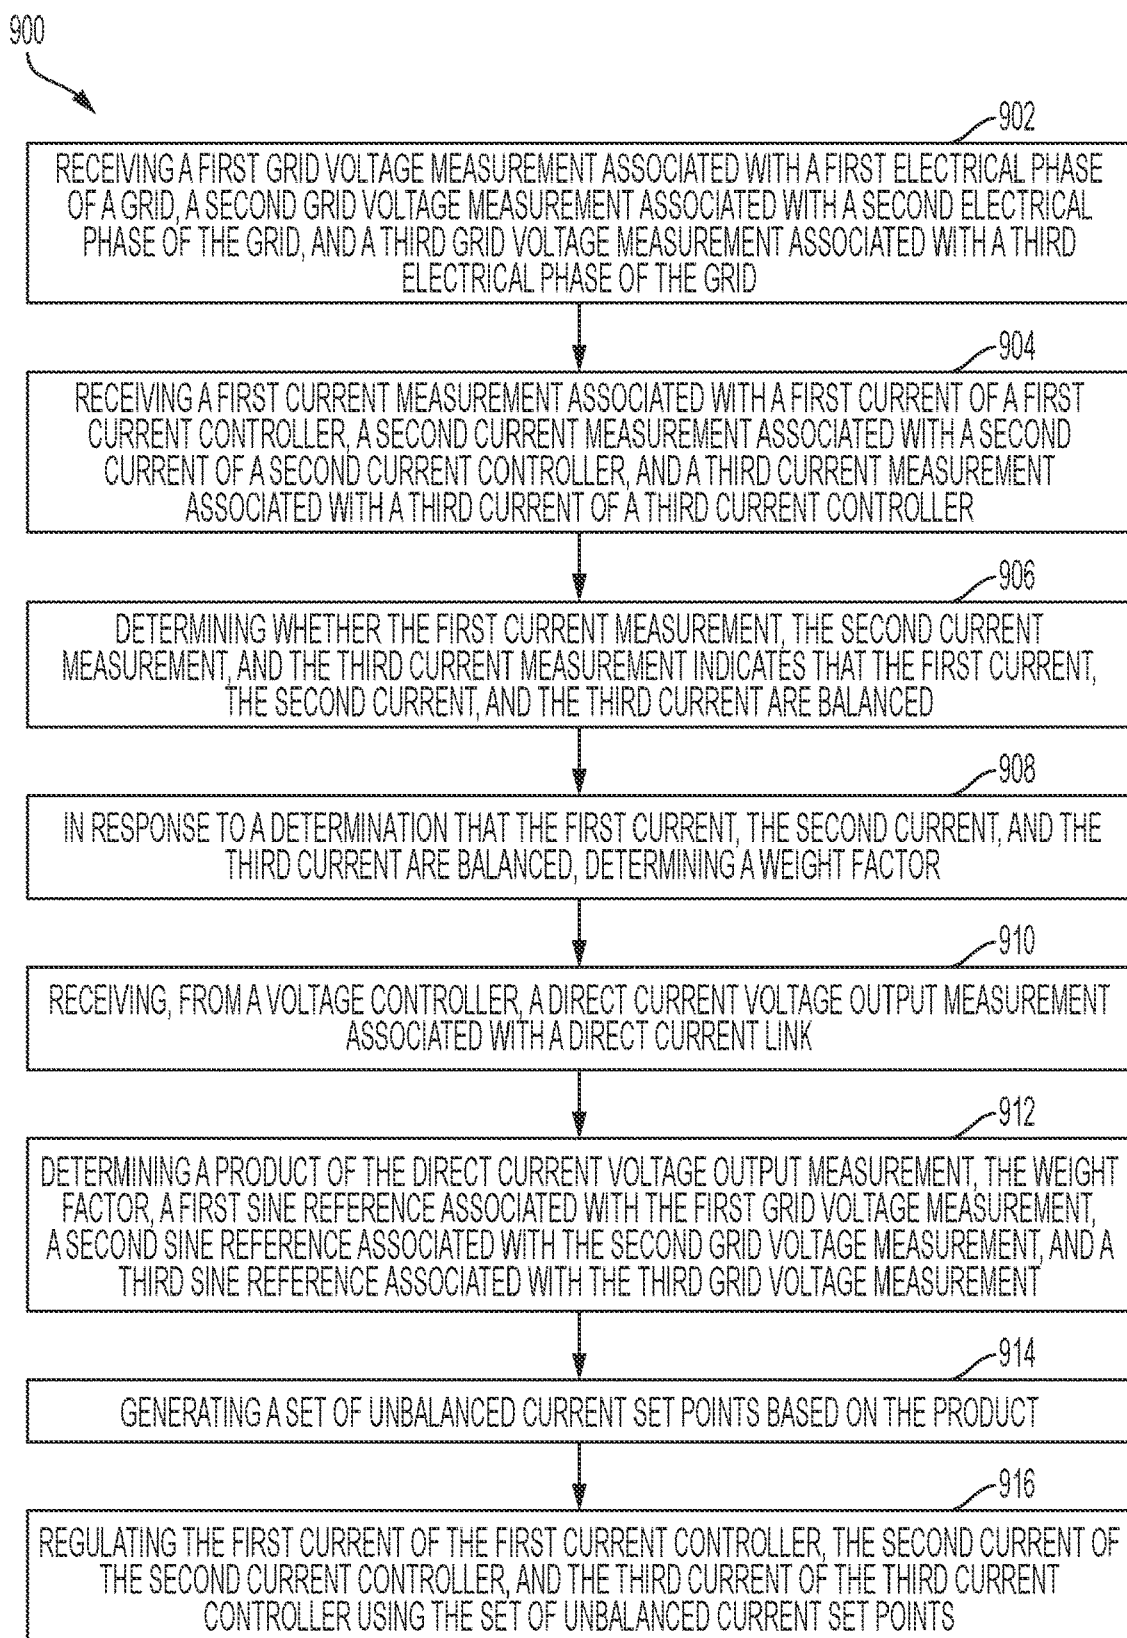 900
902
RECEIVING A FIRST GRID VOLTAGE MEASUREMENT ASSOCIATED WITH A FIRST ELECTRICAL PHASE
OF A GRID, A SECOND GRID VOLTAGE MEASUREMENT ASSOCIATED WITH A SECOND ELECTRICAL
PHASE OF THE GRID, AND A THIRD GRID VOLTAGE MEASUREMENT ASSOCIATED WITH A THIRD
ELECTRICAL PHASE OF THE GRID
904
RECEIVING A FIRST CURRENT MEASUREMENT ASSOCIATED WITH A FIRST CURRENT OF A FIRST
CURRENT CONTROLLER, A SECOND CURRENT MEASUREMENT ASSOCIATED WITH A SECOND
CURRENT OF A SECOND CURRENT CONTROLLER, AND A THIRD CURRENT MEASUREMENT
ASSOCIATED WITH A THIRD CURRENT OF A THIRD CURRENT CONTROLLER
906
DETERMINING WHETHER THE FIRST CURRENT MEASUREMENT, THE SECOND CURRENT
MEASUREMENT, AND THE THIRD CURRENT MEASUREMENT INDICATES THAT THE FIRST CURRENT,
THE SECOND CURRENT, AND THE THIRD CURRENT ARE BALANCED
908
IN RESPONSE TO A DETERMINATION THAT THE FIRST CURRENT, THE SECOND CURRENT, AND THE
THIRD CURRENT ARE BALANCED, DETERMINING A WEIGHT FACTOR
910
RECEIVING, FROM A VOLTAGE CONTROLLER, A DIRECT CURRENT VOLTAGE OUTPUT MEASUREMENT
ASSOCIATED WITH A DIRECT CURRENT LINK
912
DETERMINING A PRODUCT OF THE DIRECT CURRENT VOLTAGE OUTPUT MEASUREMENT, THE WEIGHT
FACTOR, A FIRST SINE REFERENCE ASSOCIATED WITH THE FIRST GRID VOLTAGE MEASUREMENT,
A SECOND SINE REFERENCE ASSOCIATED WITH THE SECOND GRID VOLTAGE MEASUREMENT, AND A
THIRD SINE REFERENCE ASSOCIATED WITH THE THIRD GRID VOLTAGE MEASUREMENT
914
GENERATING A SET OF UNBALANCED CURRENT SET POINTS BASED ON THE PRODUCT
916
REGULATING THE FIRST CURRENT OF THE FIRST CURRENT CONTROLLER, THE SECOND CURRENT OF
THE SECOND CURRENT CONTROLLER, AND THE THIRD CURRENT OF THE THIRD CURRENT
CONTROLLER USING THE SET OF UNBALANCED CURRENT SET POINTS